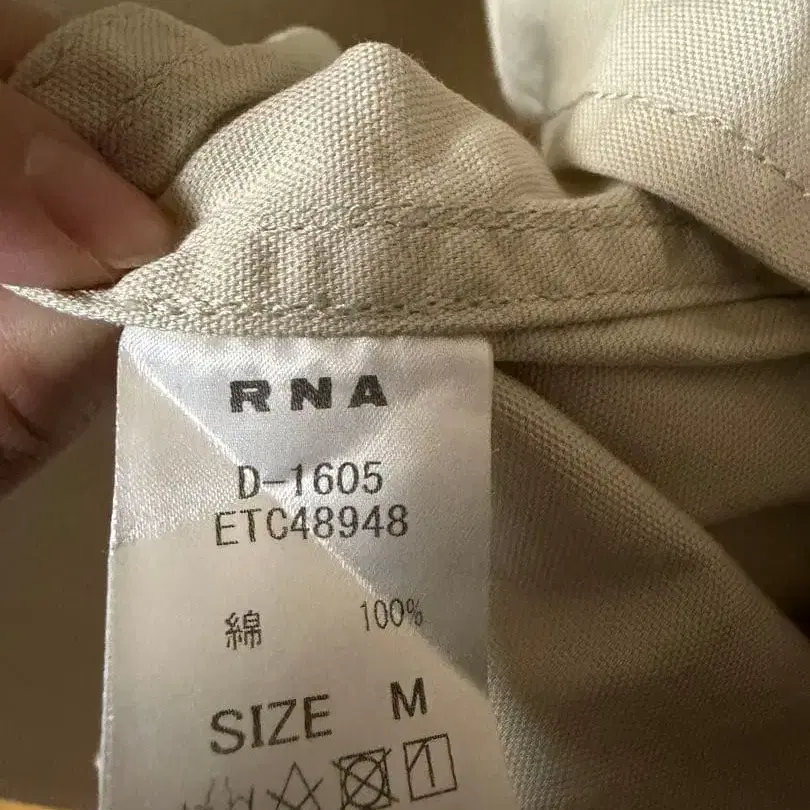 RNA
D-1605
ETC48948
綿 100%
SIZE M